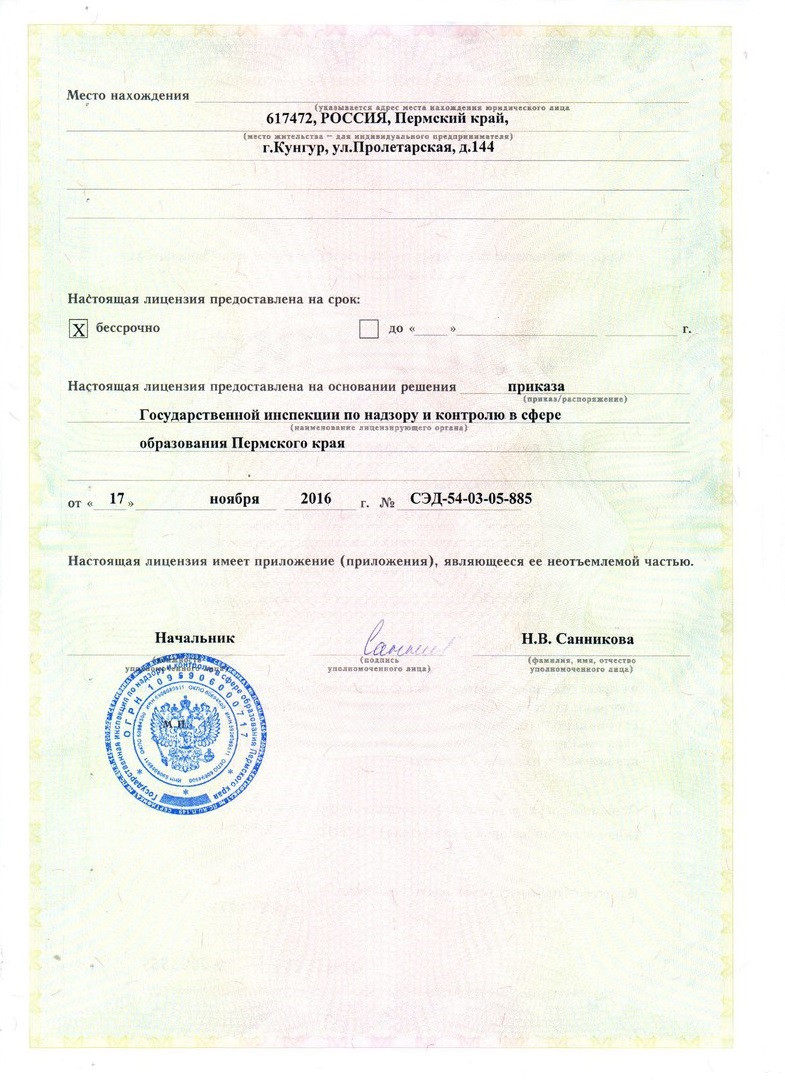 Место нахождения
(указывается адрес места нахождения юридического лица
617472, РОССИЯ, Пермский край,
(место жительства – для индивидуального предпринимателя)
г.Кунгур, ул.Пролетарская, д.144
Настоящая лицензия предоставлена на срок:
X бессрочно до « » г.
Настоящая лицензия предоставлена на основании решения приказа
(приказ/распоряжение)
Государственной инспекции по надзору и контролю в сфере
(наименование лицензирующего органа)
образования Пермского края
от « 17 » ноября 2016 г. № СЭД-54-03-05-885
Настоящая лицензия имеет приложение (приложения), являющееся ее неотъемлемой частью.
Начальник Н.В. Санникова
(подпись (фамилия, имя, отчество
уполномоченного лица) уполномоченного лица) уполномоченного лица)
М.П.
Государственная инспекция по надзору и контролю в сфере образования Пермского края
ОГРН 1095906000717